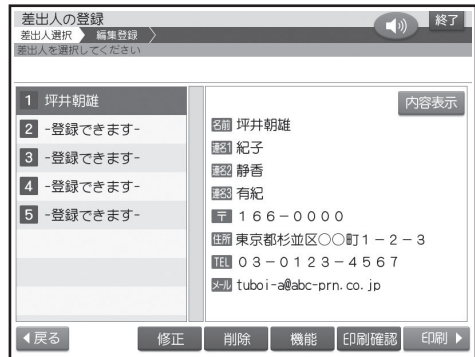 差出人の登録
終了
差出人選択 編集登録
差出人を選択してください
1 坪井朝雄
2 -登録できます-
3 -登録できます-
4 -登録できます-
5 -登録できます-
内容表示
名前 坪井朝雄
連名1 紀子
連名2 静香
連名3 有紀
〒 166-0000
住所 東京都杉並区○○町1-2-3
TEL 03-0123-4567
メール tuboi-a@abc-prn.co.jp
戻る 修正 削除 機能 印刷確認 印刷